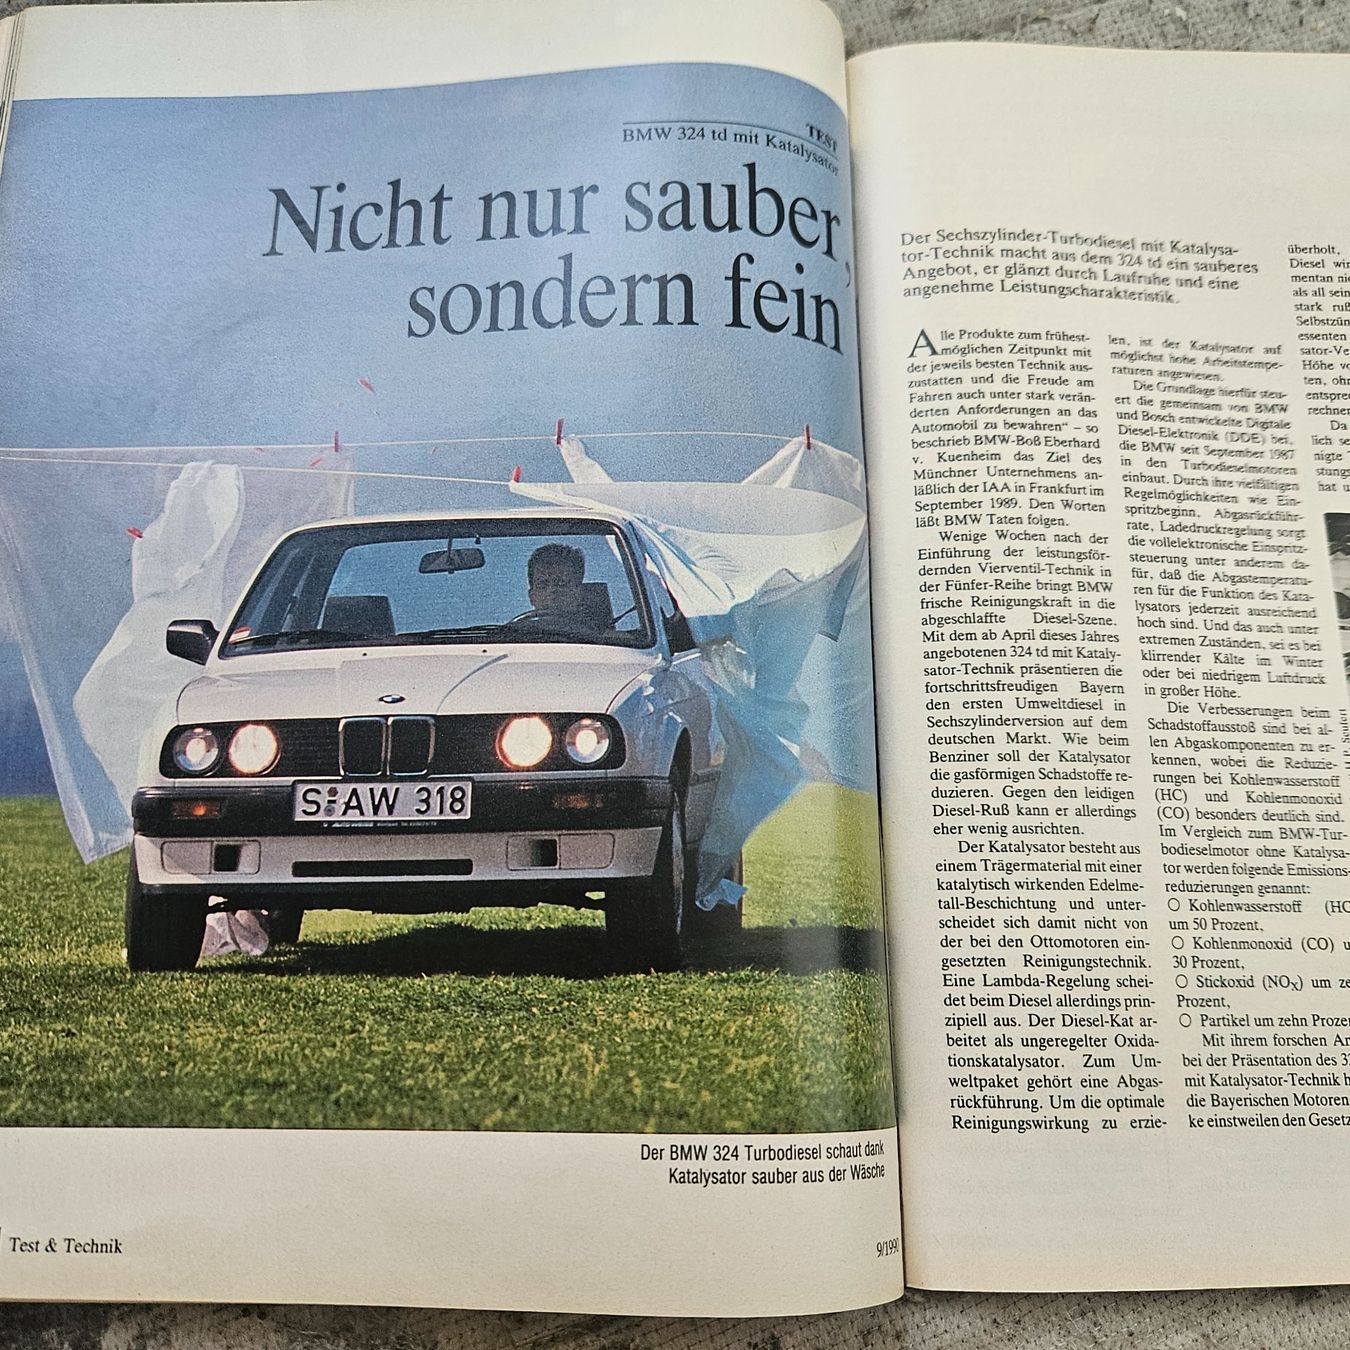 TEST
BMW 324 td mit Katalysator
Nicht nur sauber,
sondern fein
S AW 318
Der BMW 324 Turbodiesel schaut dank
Katalysator sauber aus der Wäsche
Test & Technik
9/1990
Der Sechszylinder-Turbodiesel mit Katalysa-
tor-Technik macht aus dem 324 td ein sauberes
Angebot, er glänzt durch Laufruhe und eine
angenehme Leistungscharakteristik.
Alle Produkte zum frühest-
möglichen Zeitpunkt mit
der jeweils besten Technik aus-
zustatten und die Freude am
Fahren auch unter stark verän-
derten Anforderungen an das
Automobil zu bewahren“ – so
beschrieb BMW-Boß Eberhard
v. Kuenheim das Ziel des
Münchner Unternehmens an-
läßlich der IAA in Frankfurt im
September 1989. Den Worten
läßt BMW Taten folgen.
Wenige Wochen nach der
Einführung der leistungsför-
dernden Vierventil-Technik in
der Fünfer-Reihe bringt BMW
frische Reinigungskraft in die
abgeschlaffte Diesel-Szene.
Mit dem ab April dieses Jahres
angebotenen 324 td mit Kataly-
sator-Technik präsentieren die
fortschrittsfreudigen Bayern
den ersten Umweltdiesel in
Sechszylinderversion auf dem
deutschen Markt. Wie beim
Benziner soll der Katalysator
die gasförmigen Schadstoffe re-
duzieren. Gegen den leidigen
Diesel-Ruß kann er allerdings
eher wenig ausrichten.
Der Katalysator besteht aus
einem Trägermaterial mit einer
katalytisch wirkenden Edelme-
tall-Beschichtung und unter-
scheidet sich damit nicht von
der bei den Ottomotoren ein-
gesetzten Reinigungstechnik.
Eine Lambda-Regelung schei-
det beim Diesel allerdings prin-
zipiell aus. Der Diesel-Kat ar-
beitet als ungeregelter Oxida-
tionskatalysator. Zum Um-
weltpaket gehört eine Abgas-
rückführung. Um die optimale
Reinigungswirkung zu erzie-
len, ist der Katalysator auf
möglichst hohe Arbeitstempe-
raturen angewiesen.
Die Grundlage hierfür steu-
ert die gemeinsam von BMW
und Bosch entwickelte Digitale
Diesel-Elektronik (DDE) bei,
die BMW seit September 1987
in den Turbodieselmotoren
einbaut. Durch ihre vielfältigen
Regelmöglichkeiten wie Ein-
spritzbeginn, Abgasrückführ-
rate, Ladedruckregelung sorgt
die vollelektronische Einspritz-
steuerung unter anderem da-
für, daß die Abgastemperatu-
ren für die Funktion des Kata-
lysators jederzeit ausreichend
hoch sind. Und das auch unter
extremen Zuständen, sei es bei
klirrender Kälte im Winter
oder bei niedrigem Luftdruck
in großer Höhe.
Die Verbesserungen beim
Schadstoffausstoß sind bei al-
len Abgaskomponenten zu er-
kennen, wobei die Reduzie-
rungen bei Kohlenwasserstoff
(HC) und Kohlenmonoxid
(CO) besonders deutlich sind.
Im Vergleich zum BMW-Tur-
bodieselmotor ohne Katalysa-
tor werden folgende Emissions-
reduzierungen genannt:
○ Kohlenwasserstoff (HC
um 50 Prozent,
○ Kohlenmonoxid (CO) u
30 Prozent,
○ Stickoxid (NOx) um ze
Prozent,
○ Partikel um zehn Proze
Mit ihrem forschen A
bei der Präsentation des 3
mit Katalysator-Technik h
die Bayerischen Motoren
ke einstweilen den Gesetz
überholt,
Diesel wir
mentan nic
als all sein
stark ruß
Selbstzün
essenten
sator-Ve
Höhe vo
ten, ohn
entsprec
rechner
Da
lich se
nigte T
stungs
hat u